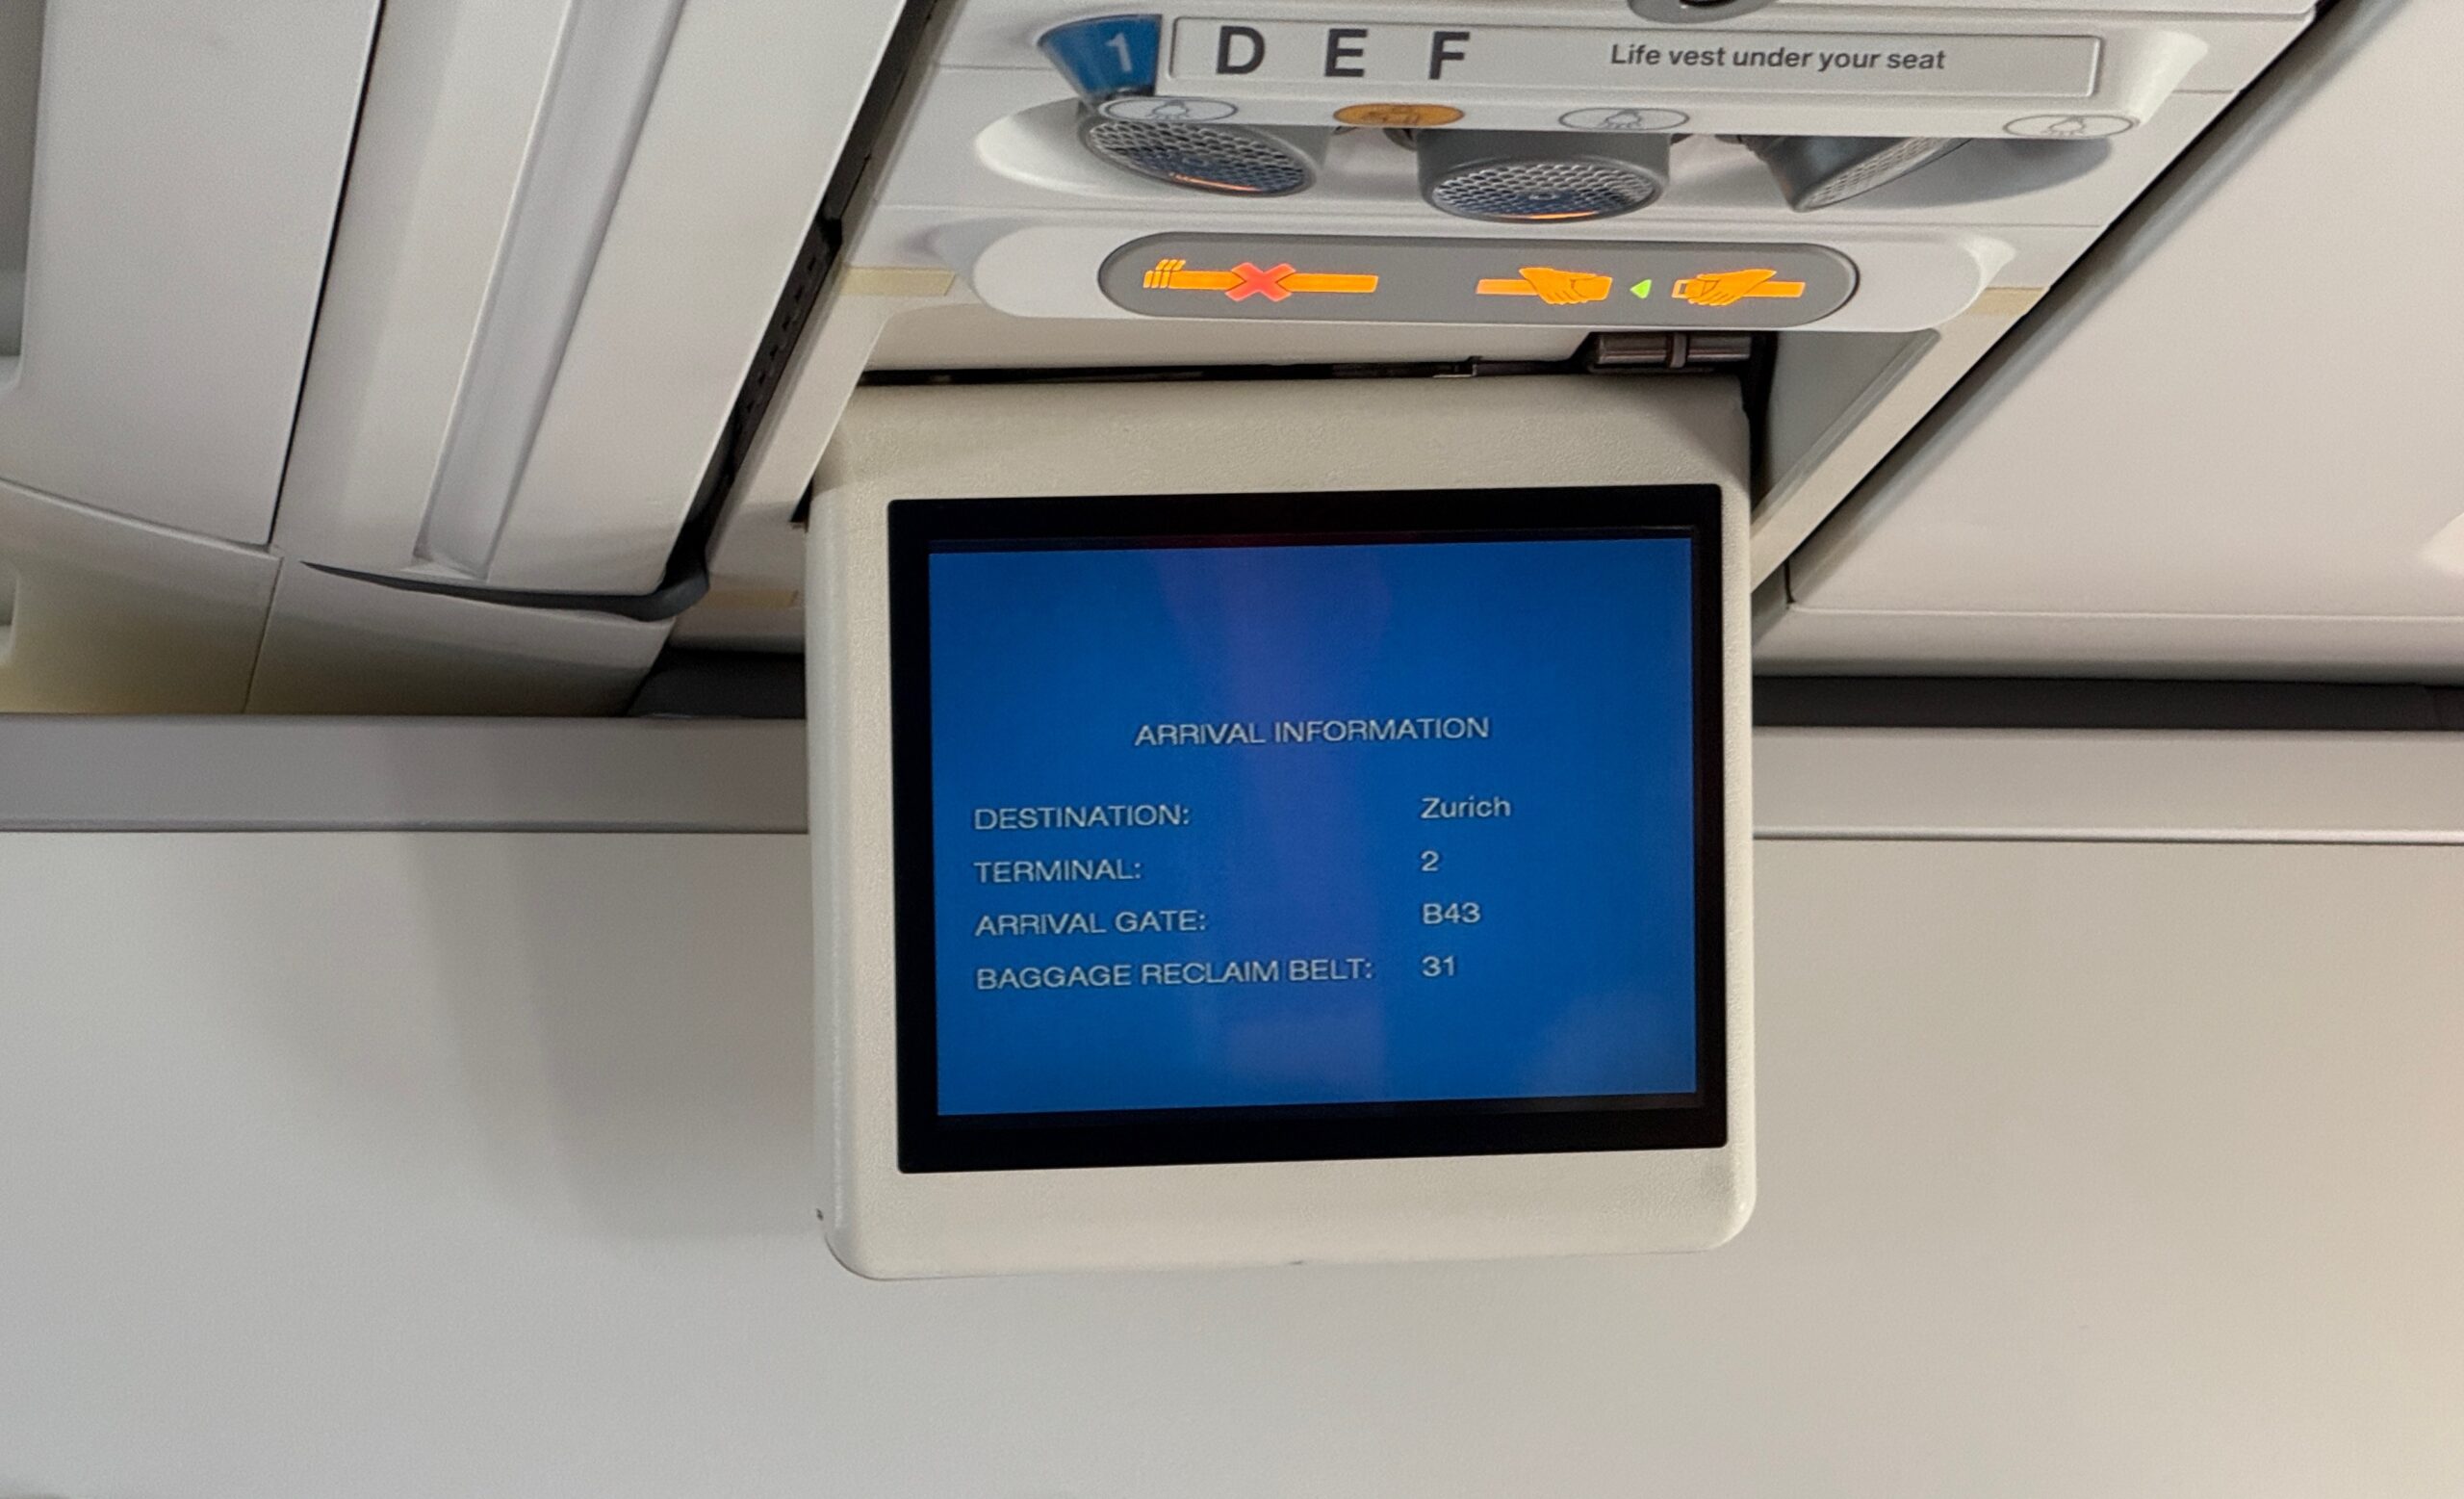 1 D E F Life vest under your seat
ARRIVAL INFORMATION
DESTINATION: Zurich
TERMINAL: 2
ARRIVAL GATE: B43
BAGGAGE RECLAIM BELT: 31